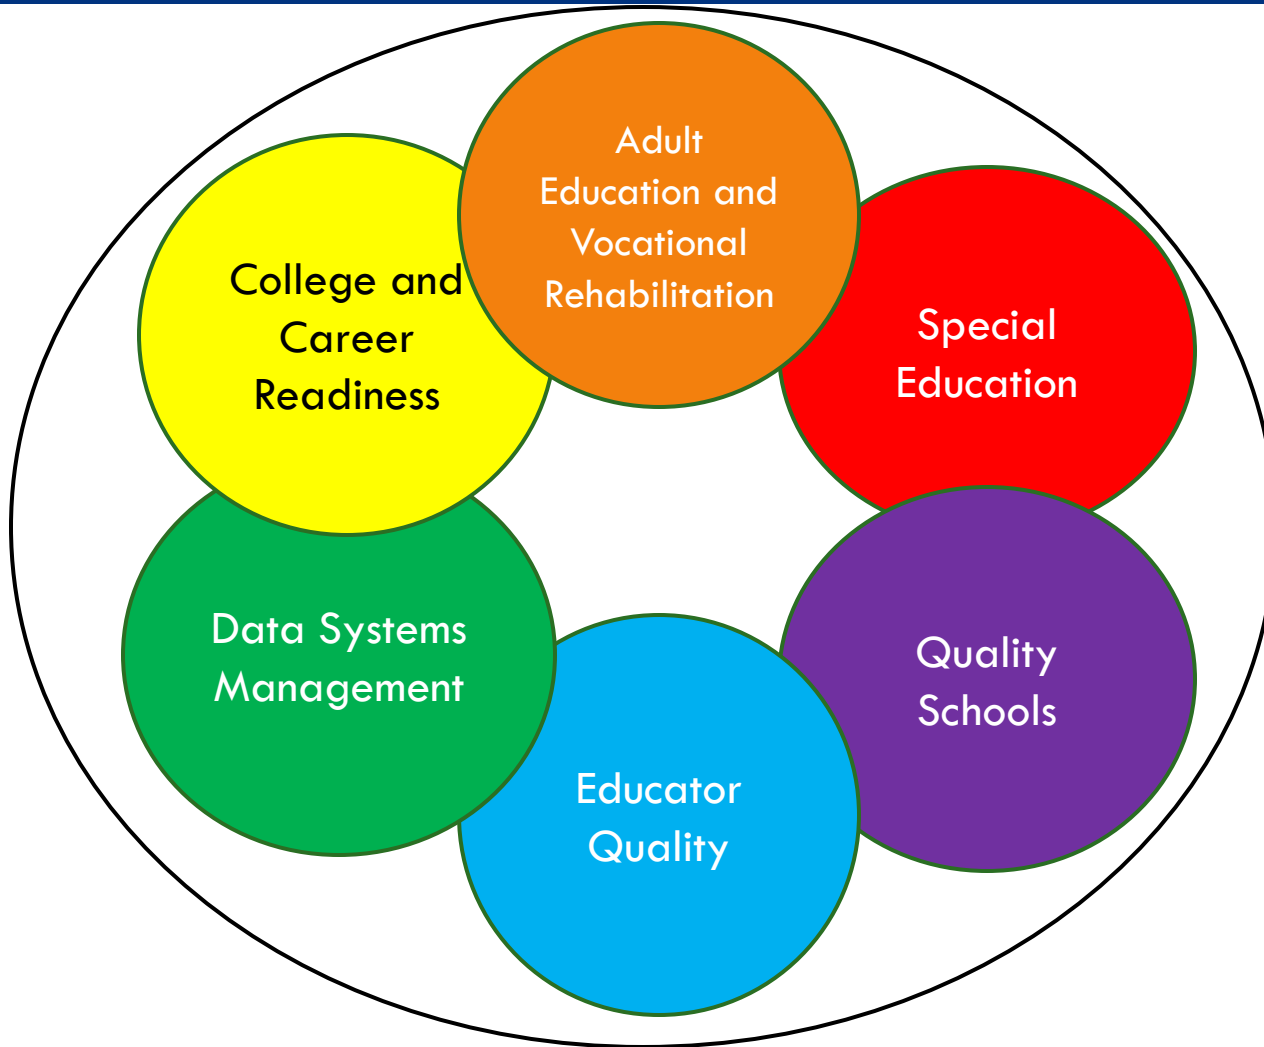 Adult
Education and
Vocational
Rehabilitation
College and
Career
Readiness
Special
Education
Data Systems
Management
Quality
Schools
Educator
Quality